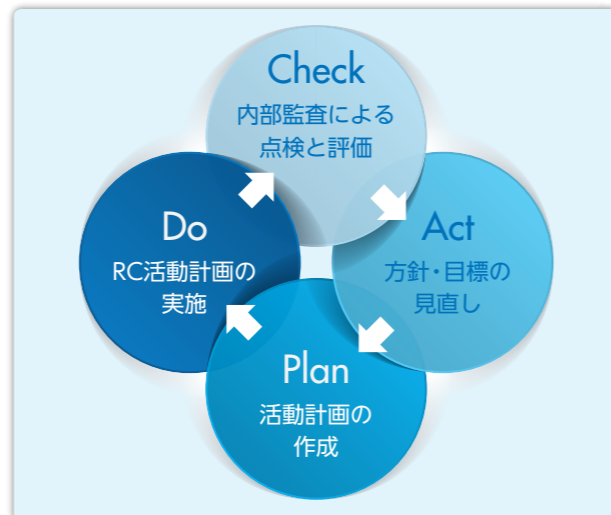 Check
内部監査による
点検と評価
Do
RC活動計画の
実施
Act
方針・目標の
見直し
Plan
活動計画の
作成